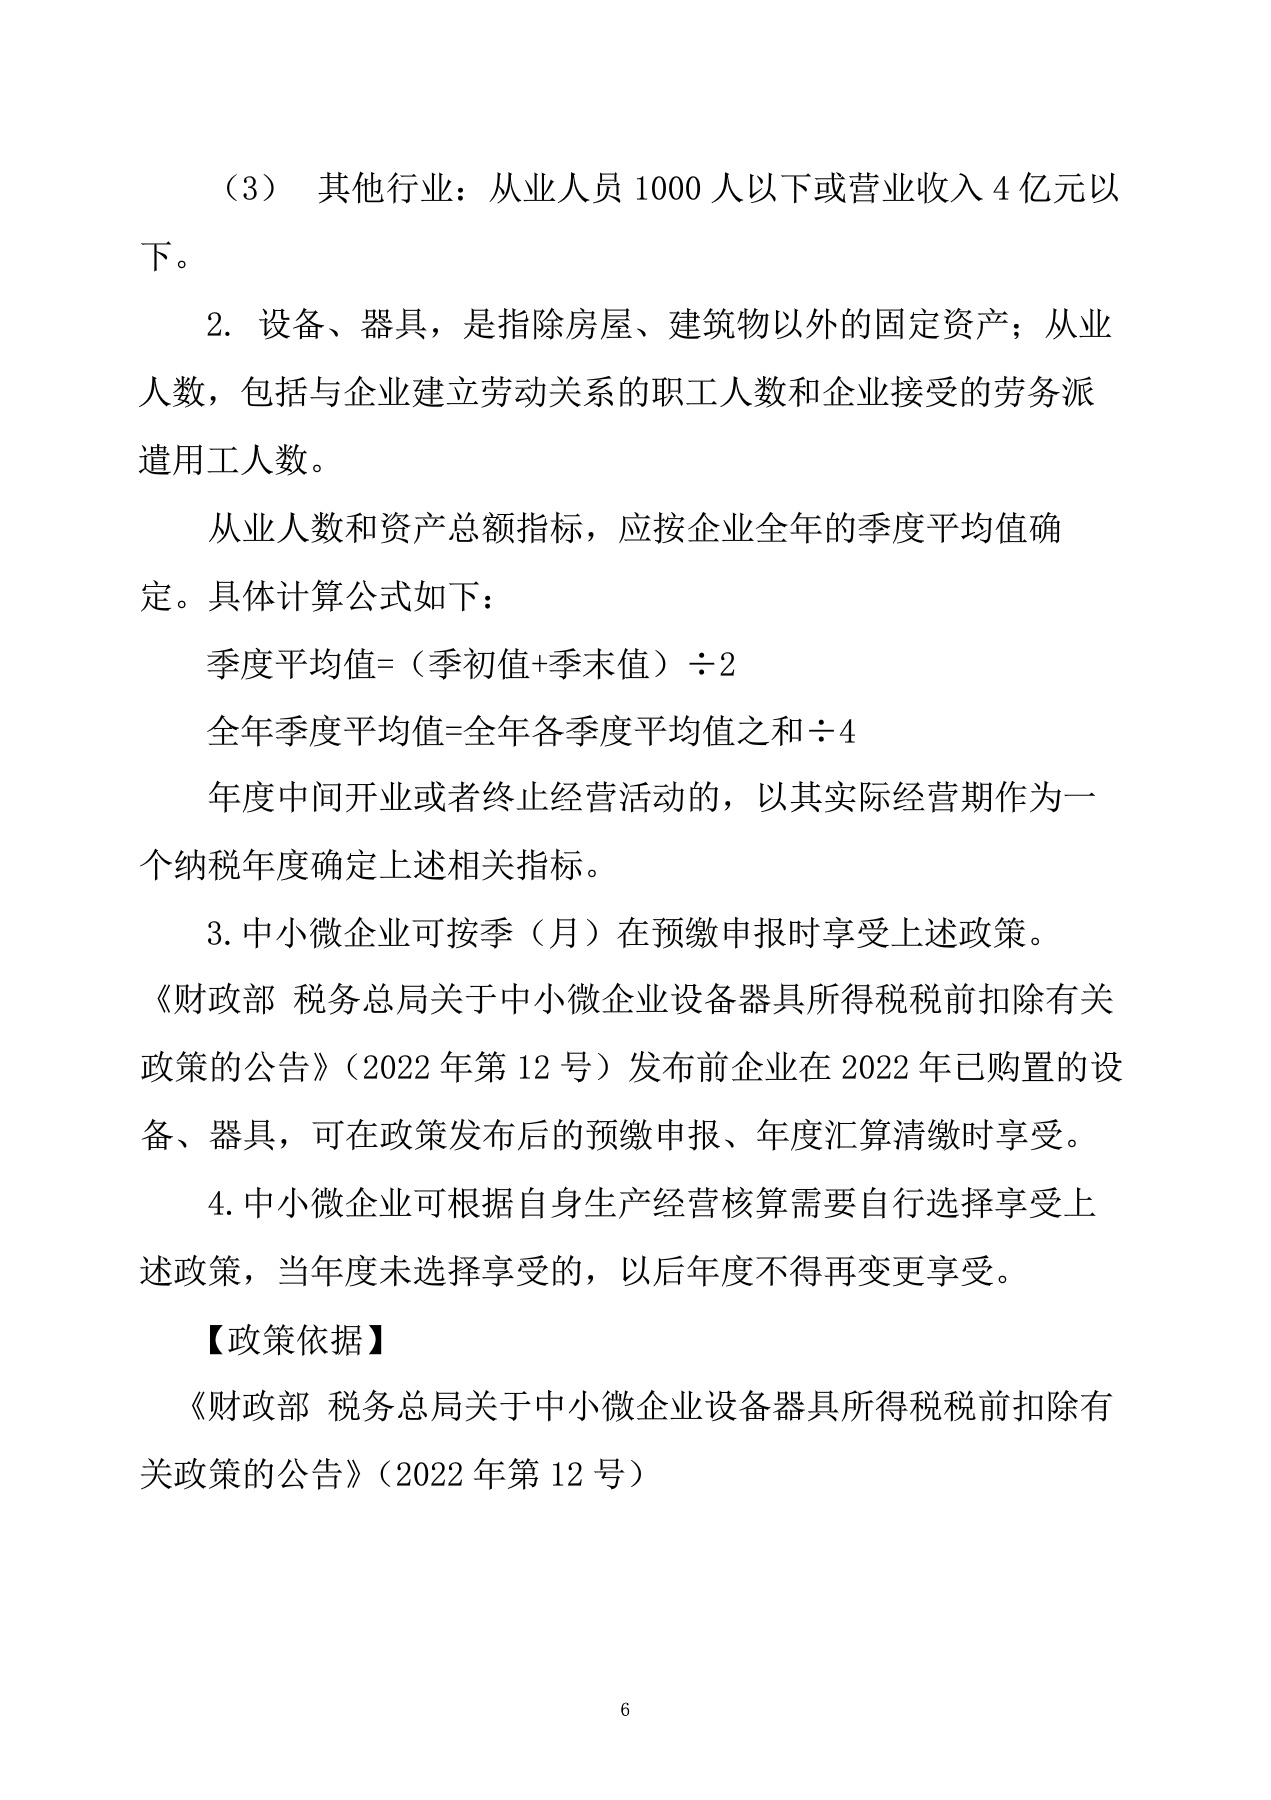 （3） 其他行业：从业人员 1000 人以下或营业收入 4 亿元以
下。
2. 设备、器具，是指除房屋、建筑物以外的固定资产；从业
人数，包括与企业建立劳动关系的职工人数和企业接受的劳务派
遣用工人数。
从业人数和资产总额指标，应按企业全年的季度平均值确
定。具体计算公式如下：
季度平均值=（季初值+季末值）÷2
全年季度平均值=全年各季度平均值之和÷4
年度中间开业或者终止经营活动的，以其实际经营期作为一
个纳税年度确定上述相关指标。
3.中小微企业可按季（月）在预缴申报时享受上述政策。
《财政部 税务总局关于中小微企业设备器具所得税税前扣除有关
政策的公告》（2022 年第 12 号）发布前企业在 2022 年已购置的设
备、器具，可在政策发布后的预缴申报、年度汇算清缴时享受。
4.中小微企业可根据自身生产经营核算需要自行选择享受上
述政策，当年度未选择享受的，以后年度不得再变更享受。
【政策依据】
《财政部 税务总局关于中小微企业设备器具所得税税前扣除有
关政策的公告》（2022 年第 12 号）
6